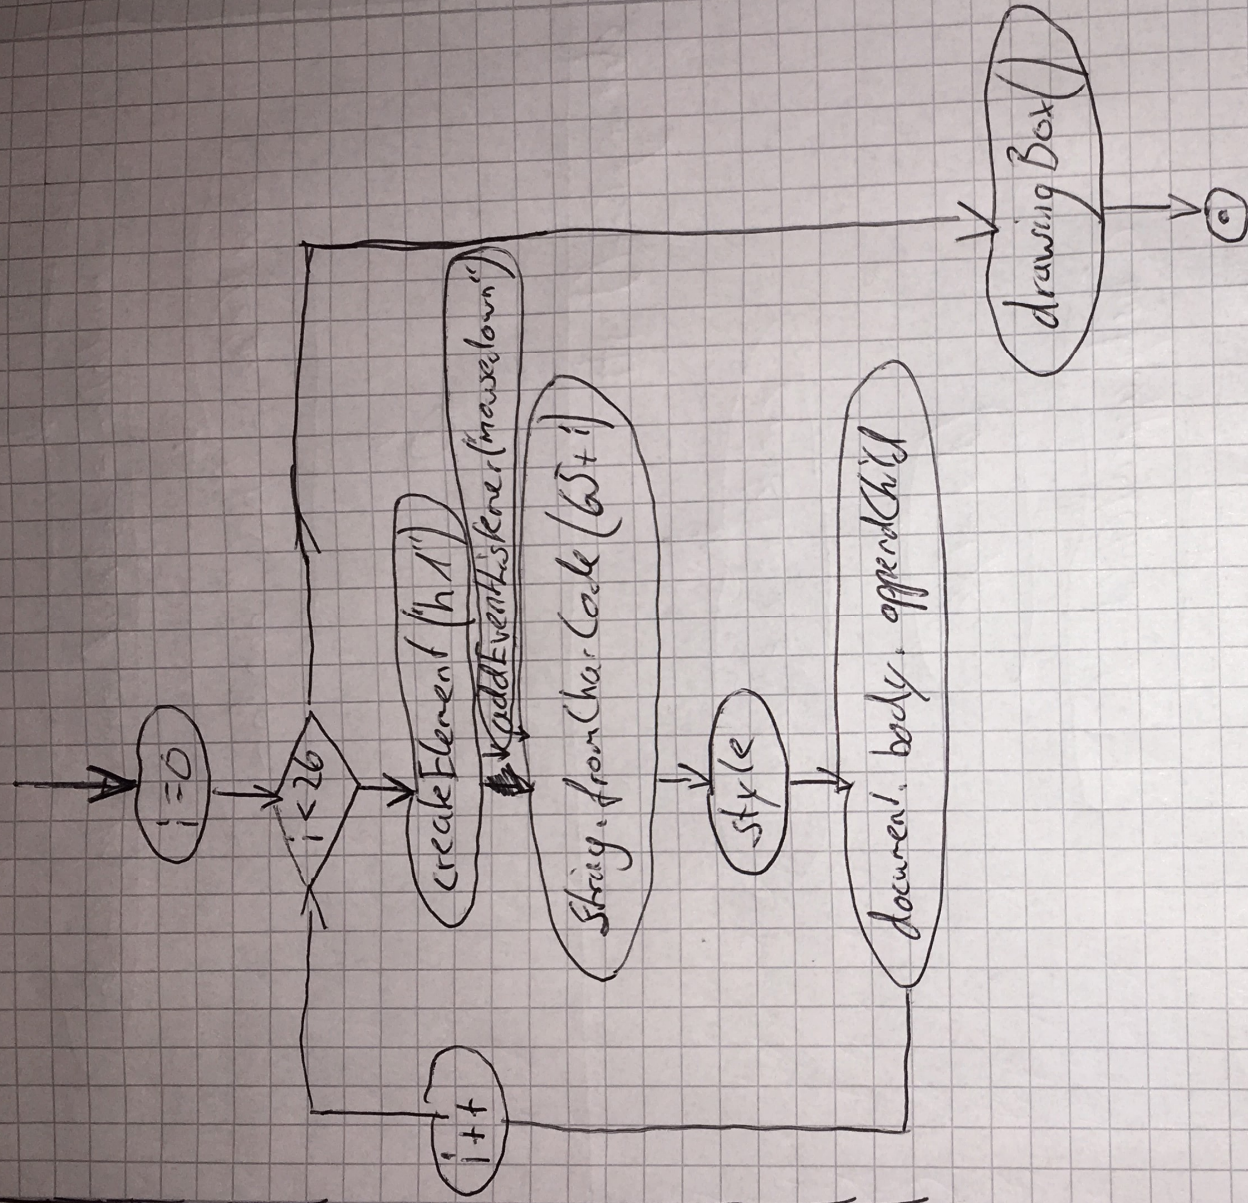 i=0
i<26
createElement("h1")
addEventListener("mousedown")
String.fromCharCode(65+i)
style
document.body.appendChild
i++
drawingBox()